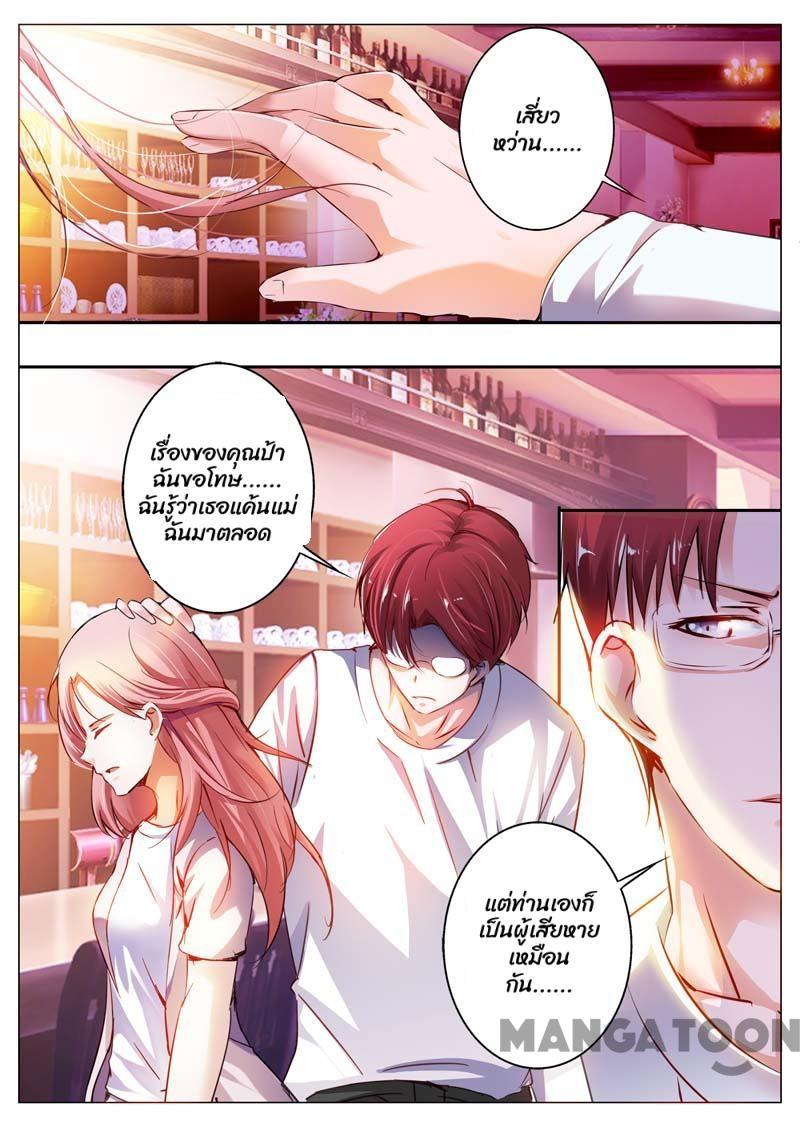 เสี่ยว
หว่าน......
เรื่องของคุณป้า
ฉันขอโทษ......
ฉันรู้ว่าเธอแค้นแม่
ฉันมาตลอด
แต่ท่านเองก็
เป็นผู้เสียหาย
เหมือน
กัน......
MANGATOON